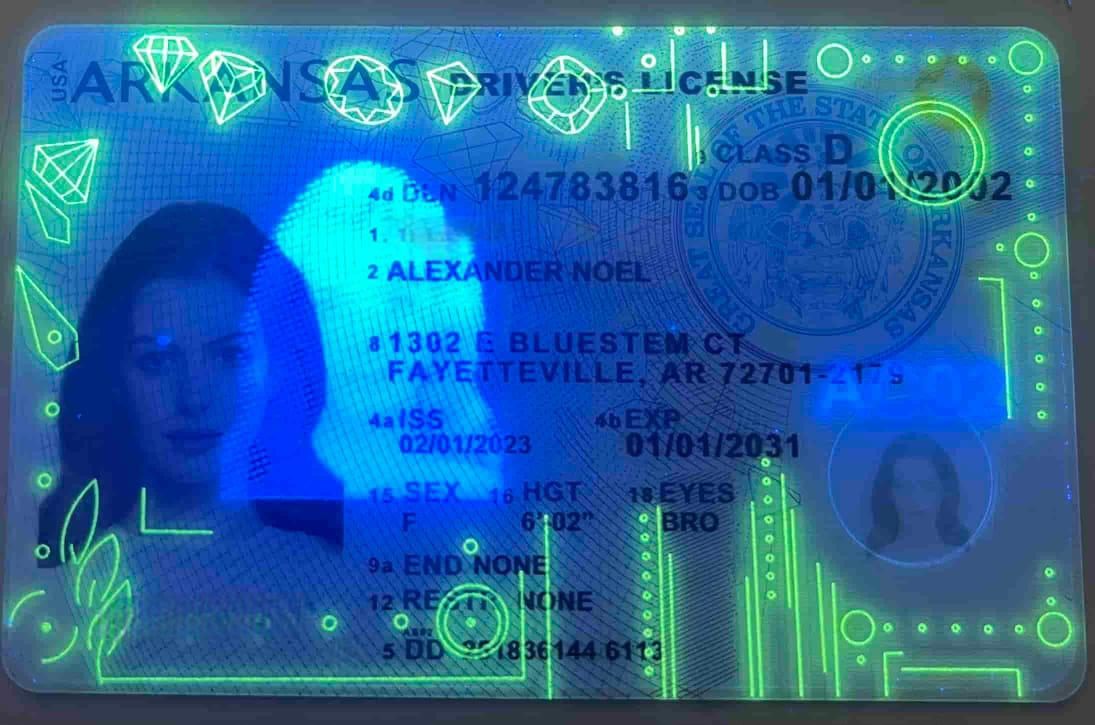 USA ARKANSAS DRIVER'S LICENSE
9 CLASS D
4d DLN 124783816 3 DOB 01/01/2002
1.
2 ALEXANDER NOEL
8 1302 E BLUESTEM CT
FAYETTEVILLE, AR 72701-2179
4a ISS 4b EXP
02/01/2023 01/01/2031
15 SEX 16 HGT 18 EYES
F 6'-02" BRO
9a END NONE
12 RESTR NONE
5 DD 251836144 6113
GREAT SEAL OF THE STATE OF ARKANSAS